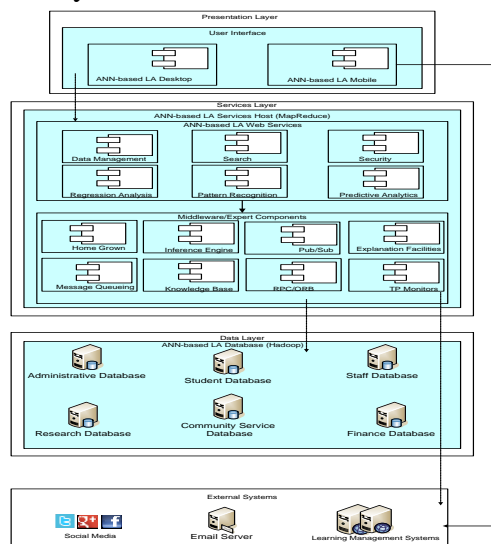 Presentation Layer
User Interface
ANN-based LA Desktop
ANN-based LA Mobile
Services Layer
ANN-based LA Services Host (MapReduce)
ANN-based LA Web Services
Data Management
Search
Security
Regression Analysis
Pattern Recognition
Predictive Analytics
Middleware/Expert Components
Home Grown
Inference Engine
Pub/Sub
Explanation Facilities
Message Queueing
Knowledge Base
RPC/ORB
TP Monitors
Data Layer
ANN-based LA Database (Hadoop)
Administrative Database
Student Database
Staff Database
Research Database
Community Service
Database
Finance Database
External Systems
Social Media
Email Server
Learning Management Systems